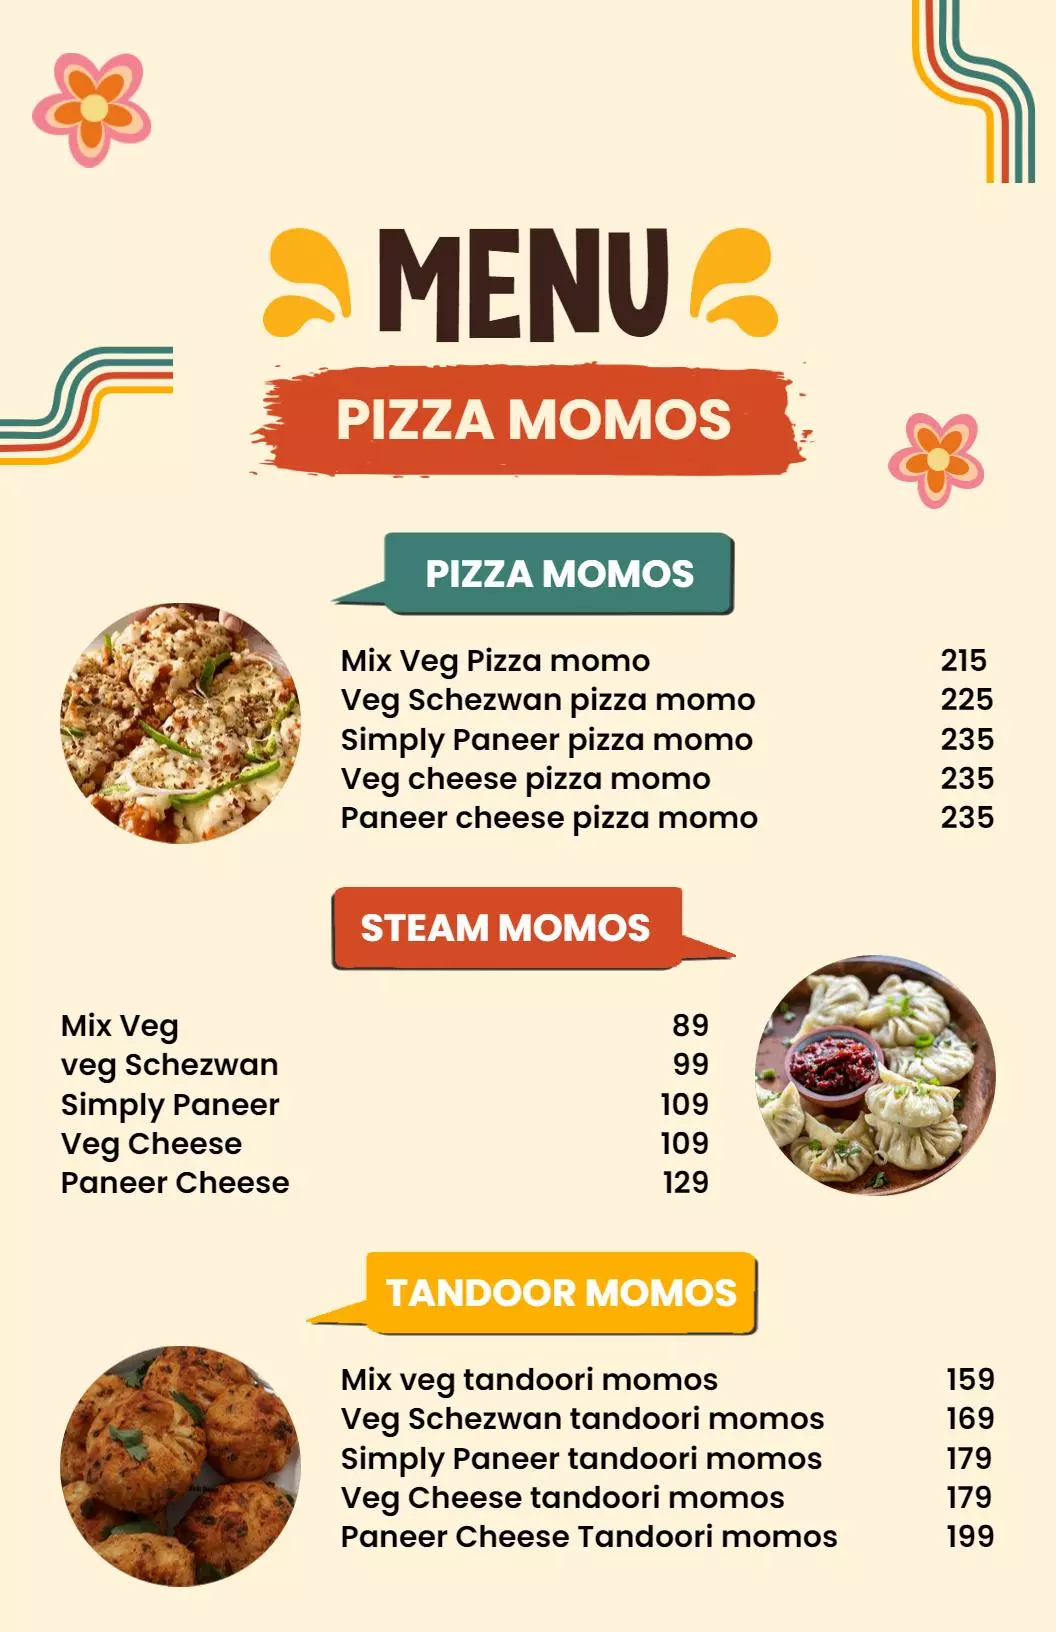 MENU
PIZZA MOMOS
PIZZA MOMOS
Mix Veg Pizza momo 215
Veg Schezwan pizza momo 225
Simply Paneer pizza momo 235
Veg cheese pizza momo 235
Paneer cheese pizza momo 235
STEAM MOMOS
Mix Veg 89
veg Schezwan 99
Simply Paneer 109
Veg Cheese 109
Paneer Cheese 129
TANDOOR MOMOS
Mix veg tandoori momos 159
Veg Schezwan tandoori momos 169
Simply Paneer tandoori momos 179
Veg Cheese tandoori momos 179
Paneer Cheese Tandoori momos 199